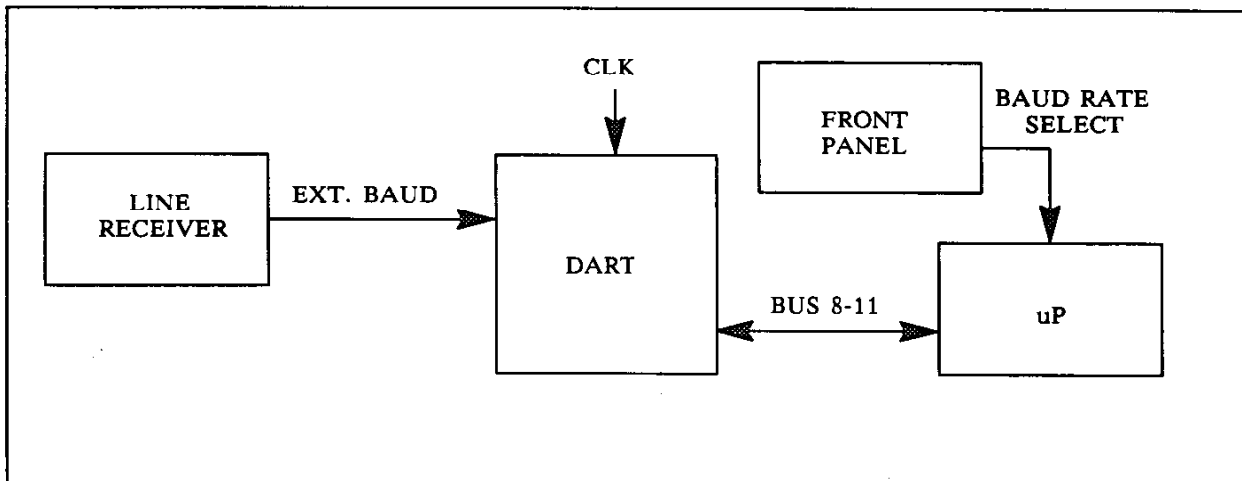 CLK
FRONT
PANEL
BAUD RATE
SELECT
LINE
RECEIVER
EXT. BAUD
DART
BUS 8-11
uP